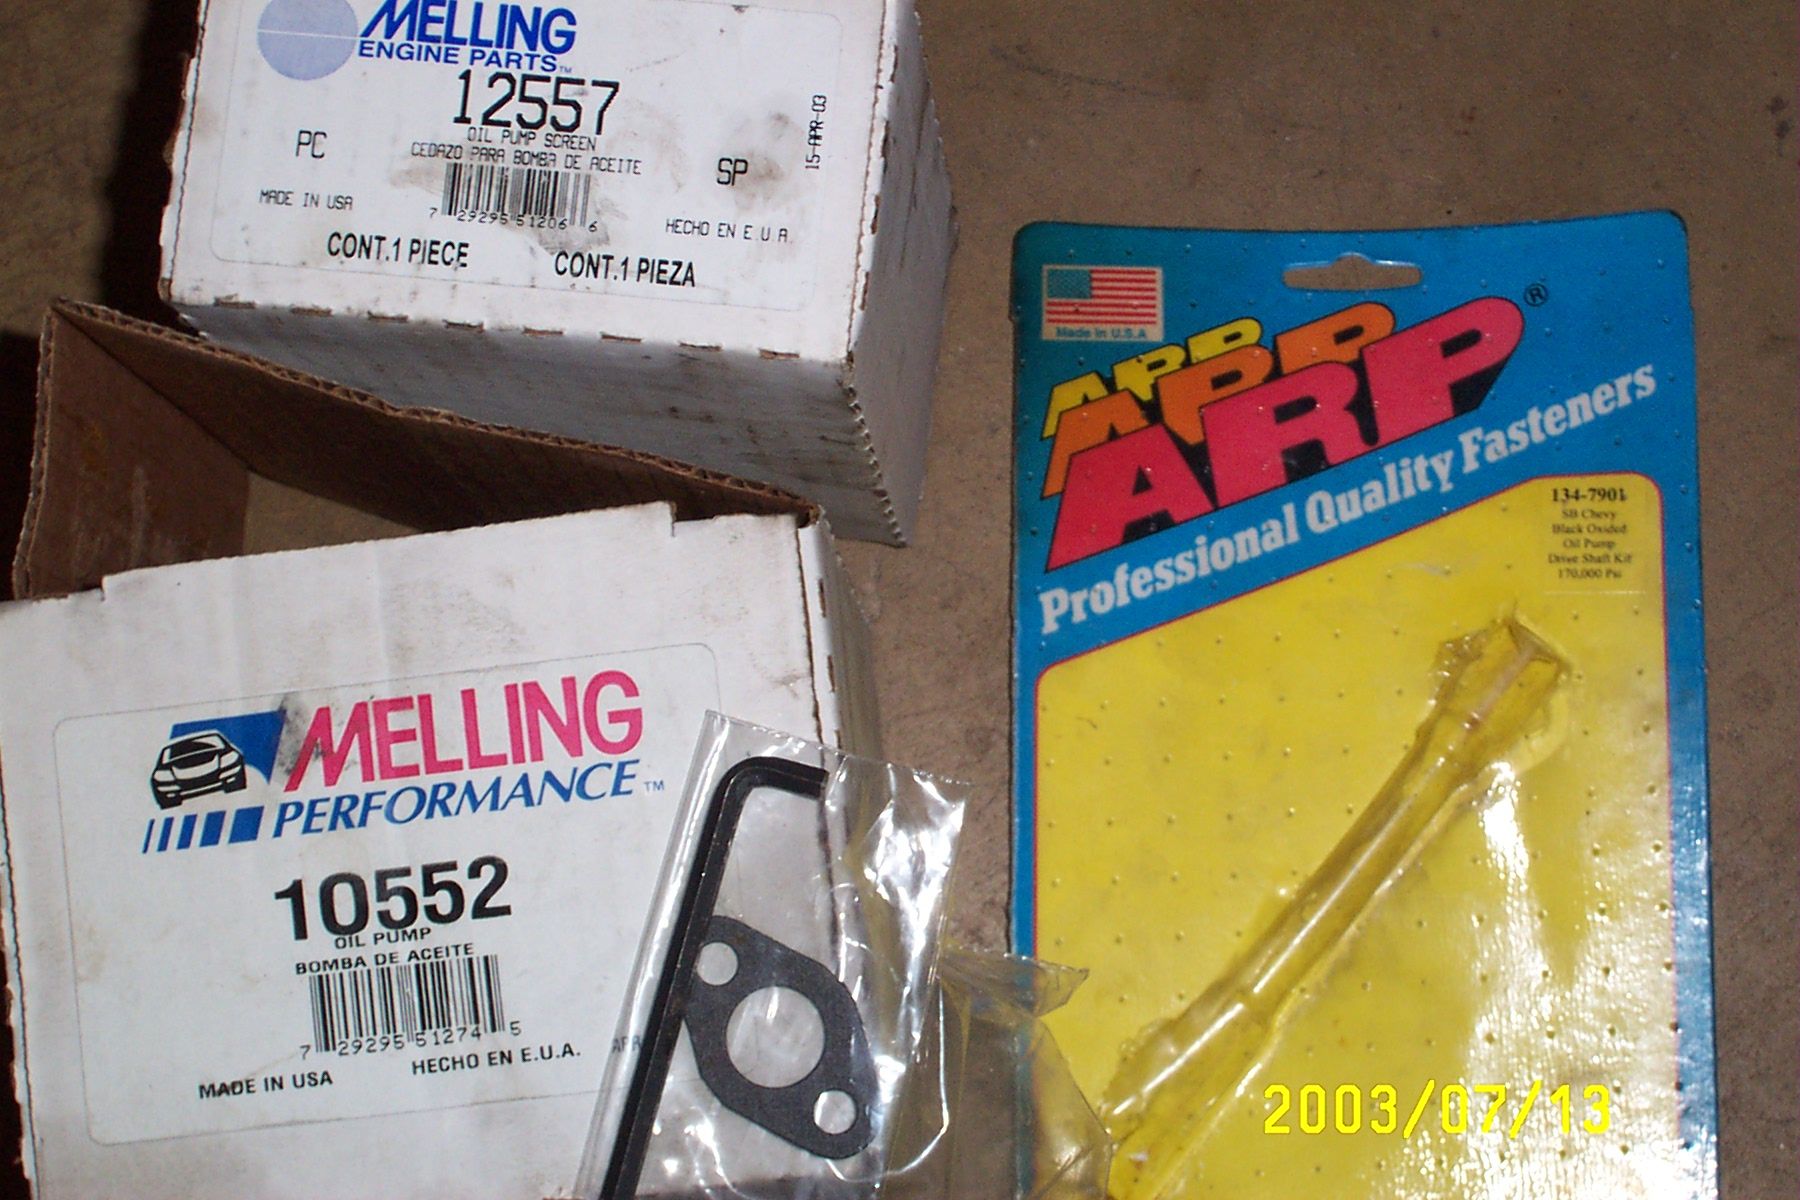 MELLING
ENGINE PARTS™
12557
OIL PUMP SCREEN
CEDAZO PARA BOMBA DE ACEITE
PC
SP
15-APR-03
MADE IN USA
7 29295 51206 6
HECHO EN E.U.A.
CONT.1 PIECE
CONT.1 PIEZA
MELLING
PERFORMANCE™
10552
OIL PUMP
BOMBA DE ACEITE
7 29295 51274 5
MADE IN USA
HECHO EN E.U.A.
APR
Made in U.S.A
ARP
ARP
ARP®
Professional Quality Fasteners
134-7901
SB Chevy
Black Oxided
Oil Pump
Drive Shaft Kit
170,000 Psi
2003/07/13